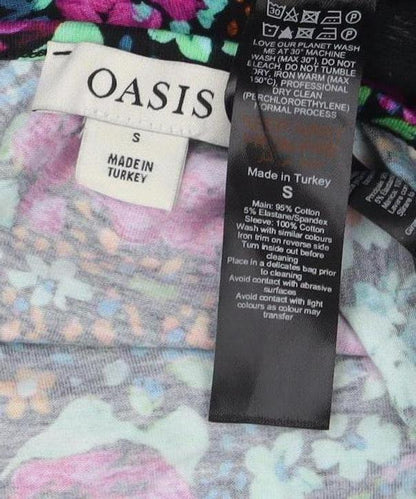 OASIS
S
MADE IN
TURKEY
LOVE OUR PLANET WASH
ME AT 30° MACHINE
WASH (MAX 30°), DO NOT
BLEACH, DO NOT TUMBLE
DRY, IRON WARM (MAX
150°C), PROFESSIONAL
DRY CLEAN
(PERCHLOROETHYLENE)
NORMAL PROCESS
Made in Turkey
S
Main: 95% Cotton
5% Elastane/Spandex
Sleeve: 100% Cotton
Wash with similar colours
Iron trim on reverse side
Turn inside out before
cleaning
Place in a delicates bag prior
to cleaning
Avoid contact with abrasive
surfaces
Avoid contact with light
colours as colour may
transfer